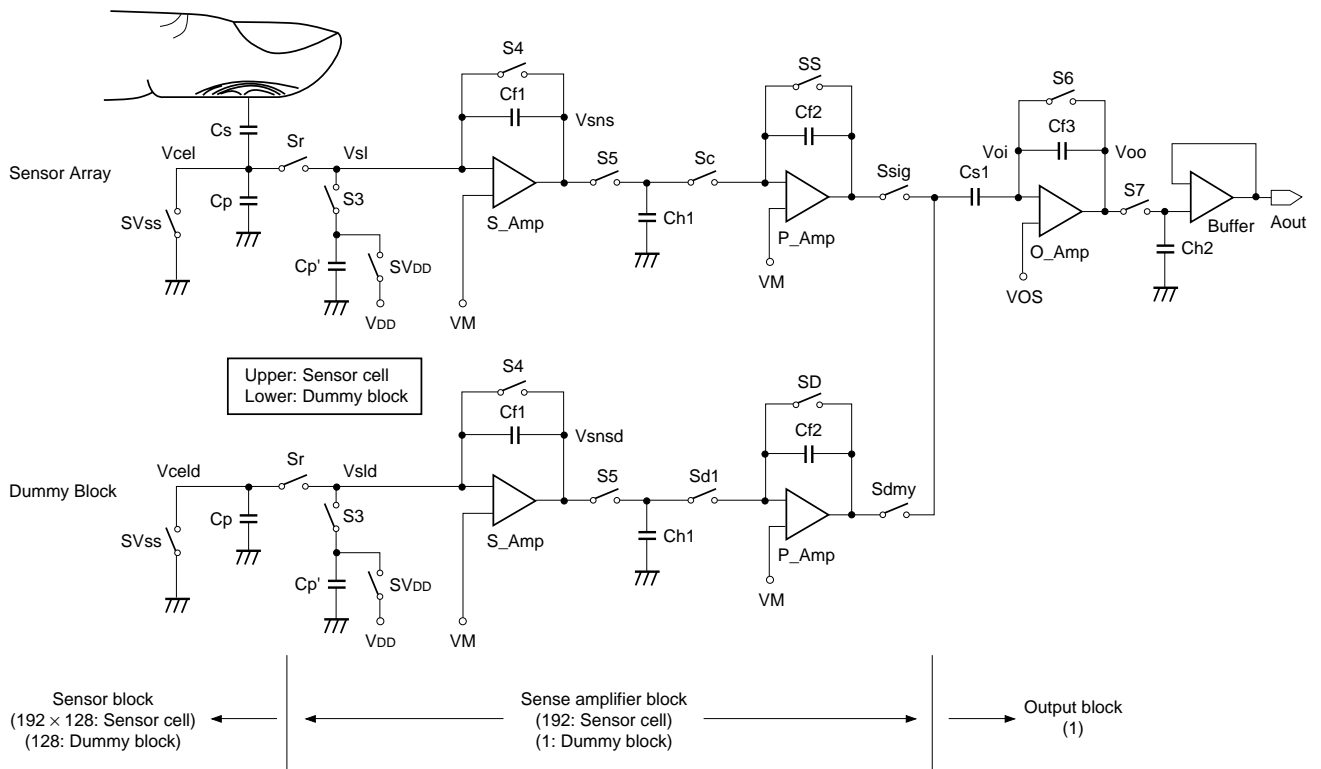 S4
SS
S6
Cf1
Cf2
Cf3
Cs
Vsns
Vcel
Sr
Vsl
S5
Sc
Ssig
Voi
Voo
Cs1
S7
Sensor Array
Cp
S3
S_Amp
Ch1
P_Amp
O_Amp
Buffer
Aout
SVss
Cp'
SVDD
Ch2
VM
VOS
VDD
VM
Upper: Sensor cell
Lower: Dummy block
S4
SD
Cf1
Cf2
Vsnsd
Vceld
Sr
Vsld
S5
Sd1
Sdmy
Dummy Block
Cp
S3
S_Amp
Ch1
P_Amp
SVss
Cp'
SVDD
VM
VDD
VM
Sensor block
(192 × 128: Sensor cell)
(128: Dummy block)
Sense amplifier block
(192: Sensor cell)
(1: Dummy block)
Output block
(1)